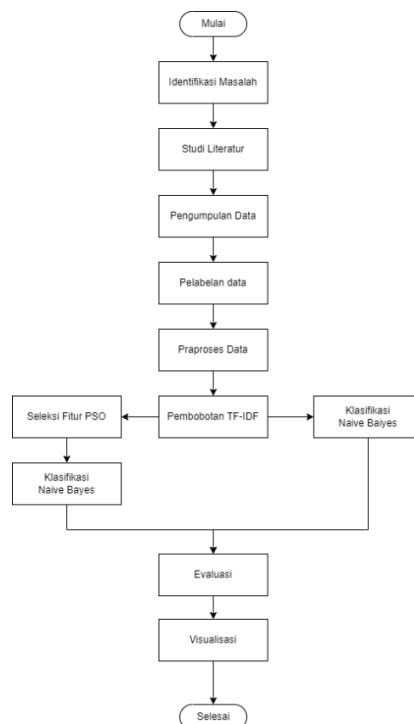 Mulai
Identifikasi Masalah
Studi Literatur
Pengumpulan Data
Pelabelan data
Praproses Data
Seleksi Fitur PSO
Pembobotan TF-IDF
Klasifikasi
Naive Baiyes
Klasifikasi
Naive Bayes
Evaluasi
Visualisasi
Selesai